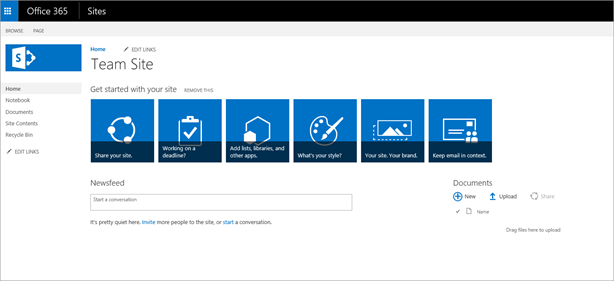 Office 365 Sites
BROWSE PAGE
S
Home EDIT LINKS
Team Site
Home
Notebook
Documents
Site Contents
Recycle Bin
EDIT LINKS
Get started with your site REMOVE THIS
Share your site.
Working on a
deadline?
Add lists, libraries, and
other apps.
What's your style?
Your site. Your brand.
Keep email in context.
Newsfeed
Start a conversation
It's pretty quiet here. Invite more people to the site, or start a conversation.
Documents
New Upload Share
Name
Drag files here to upload